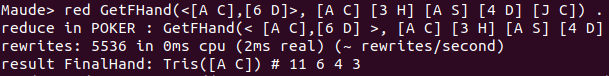 Maude> red GetFHand(<[A C],[6 D]>, [A C] [3 H] [A S] [4 D] [J C]) .
reduce in POKER : GetFHand(< [A C],[6 D] >, [A C] [3 H] [A S] [4 D]
rewrites: 5536 in 0ms cpu (2ms real) (~ rewrites/second)
result FinalHand: Tris([A C]) # 11 6 4 3